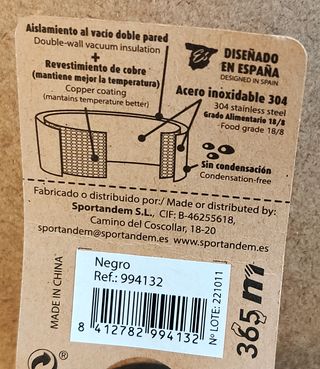 Aislamiento al vacío doble pared
Double-wall vacuum insulation
+
Revestimiento de cobre
(mantiene mejor la temperatura)
Copper coating
(mantains temperature better)
Es
DISEÑADO
EN ESPAÑA
DESIGNED IN SPAIN
Acero inoxidable 304
304 stainless steel
Grado Alimentario 18/8
Food grade 18/8
Sin condensación
Condensation-free
Fabricado o distribuido por:/ Made or distributed by:
Sportandem S.L., CIF: B-46255618,
Camino del Coscollar, 18-20
sportandem@sportandem.es www.sportandem.es
MADE IN CHINA
Negro
Ref.: 994132
8 412782 994132
Nº LOTE: 221011
365 m
®